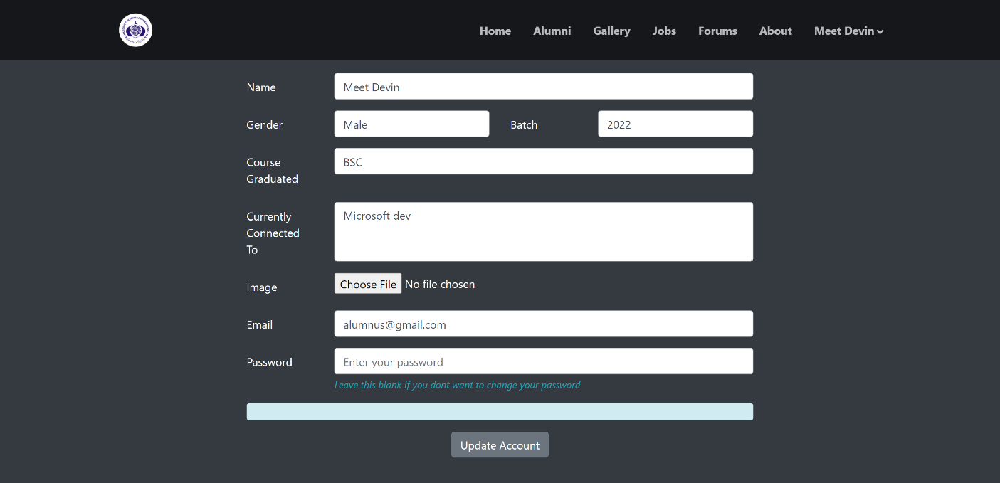 Home Alumni Gallery Jobs Forums About Meet Devin
Name Meet Devin
Gender Male Batch 2022
Course Graduated BSC
Currently Connected To Microsoft dev
Image Choose File No file chosen
Email alumnus@gmail.com
Password Enter your password
Leave this blank if you dont want to change your password
Update Account